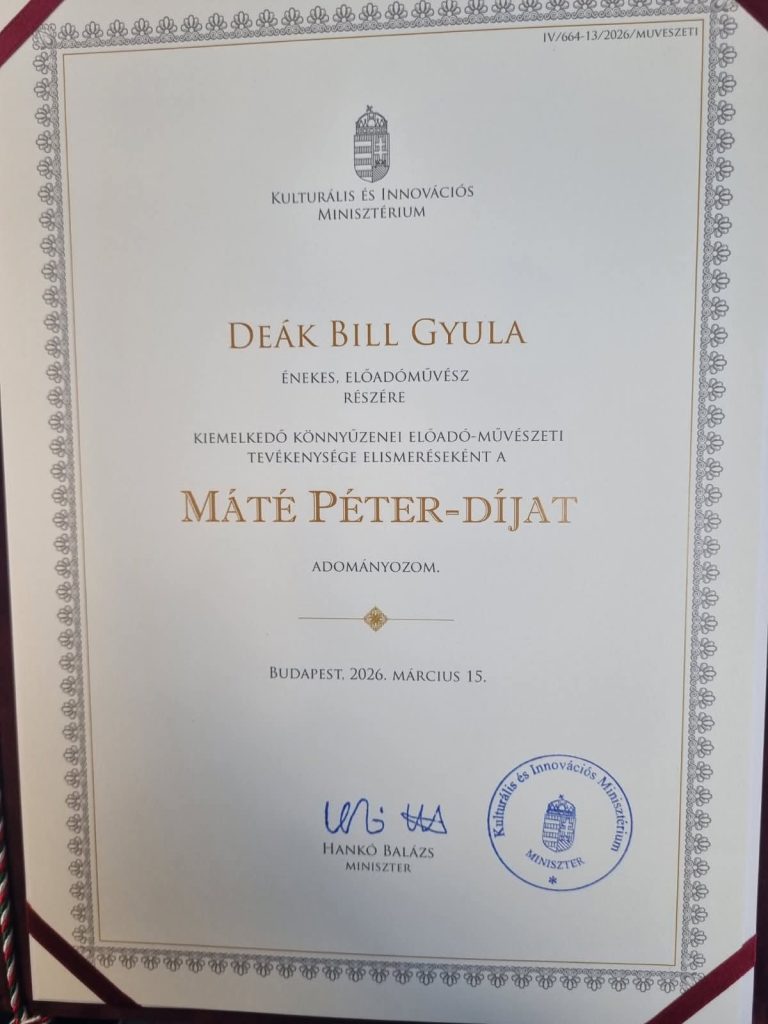 IV/664-13/2026/MUVESZETI
KULTURÁLIS ÉS INNOVÁCIÓS
MINISZTÉRIUM
DEÁK BILL GYULA
ÉNEKES, ELŐADÓMŰVÉSZ
RÉSZÉRE
KIEMELKEDŐ KÖNNYŰZENEI ELŐADÓ-MŰVÉSZETI
TEVÉKENYSÉGE ELISMERÉSEKÉNT A
MÁTÉ PÉTER-DÍJAT
ADOMÁNYOZOM.
BUDAPEST, 2026. MÁRCIUS 15.
HANKÓ BALÁZS
MINISZTER
Kulturális és Innovációs Minisztérium
MINISZTER
*